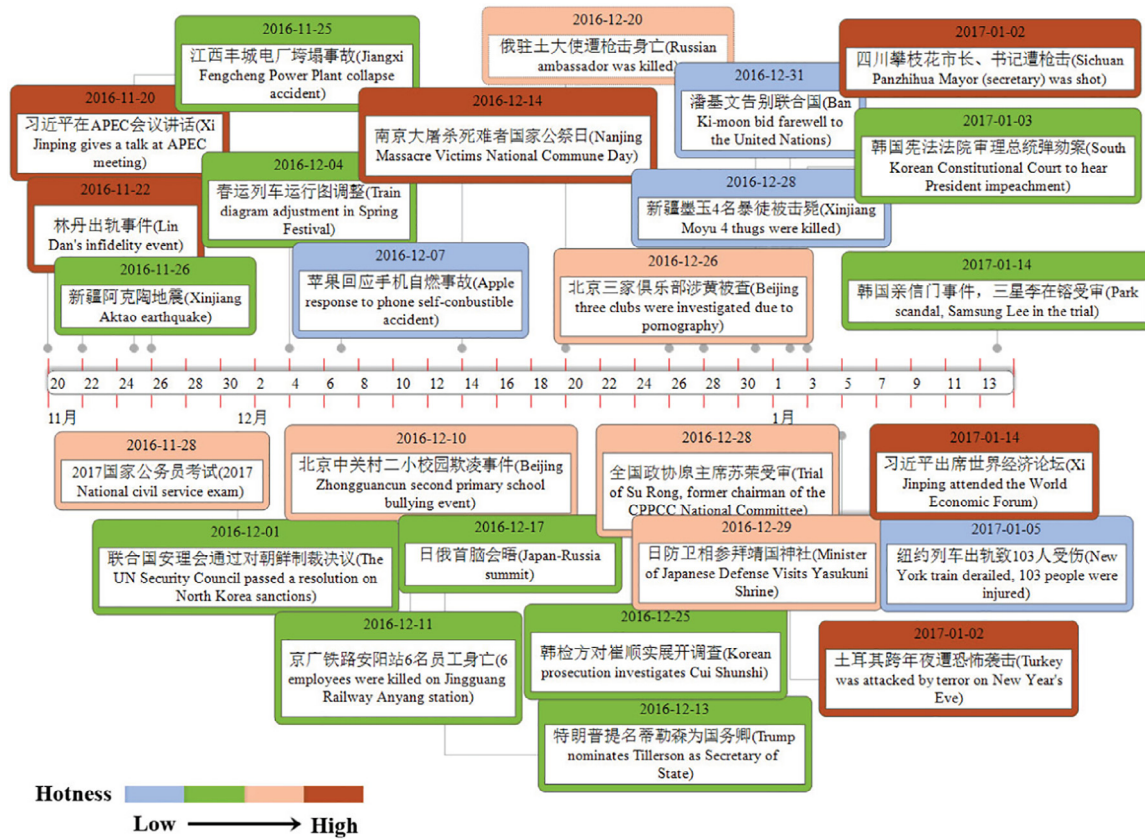 2016-11-25
江西丰城电厂垮塌事故(Jiangxi
Fengcheng Power Plant collapse
accident)
2016-11-20
习近平在APEC会议讲话(Xi
Jinping gives a talk at APEC
meeting)
2016-11-22
林丹出轨事件(Lin
Dan's infidelity event)
2016-11-26
新疆阿克陶地震(Xinjiang
Aktao earthquake)
2016-12-04
春运列车运行图调整(Train
diagram adjustment in Spring
Festival)
2016-12-14
南京大屠杀死难者国家公祭日(Nanjing
Massacre Victims National Commune Day)
2016-12-07
苹果回应手机自燃事故(Apple
response to phone self-conbustible
accident)
2016-12-20
俄驻土大使遭枪击身亡(Russian
ambassador was killed)
2016-12-31
潘基文告别联合国(Ban
Ki-moon bid farewell to
the United Nations)
2016-12-28
新疆墨玉4名暴徒被击毙(Xinjiang
Moyu 4 thugs were killed)
2016-12-26
北京三家俱乐部涉黄被查(Beijing
three clubs were investigated due to
pornography)
2017-01-02
四川攀枝花市长、书记遭枪击(Sichuan
Panzhihua Mayor (secretary) was shot)
2017-01-03
韩国宪法法院审理总统弹劾案(South
Korean Constitutional Court to hear
President impeachment)
2017-01-14
韩国亲信门事件，三星李在镕受审(Park
scandal, Samsung Lee in the trial)
20 22 24 26 28 30 2 4 6 8 10 12 14 16 18 20 22 24 26 28 30 1 3 5 7 9 11 13
11月 12月 1月
2016-11-28
2017国家公务员考试(2017
National civil service exam)
2016-12-01
联合国安理会通过对朝鲜制裁决议(The
UN Security Council passed a resolution on
North Korea sanctions)
2016-12-10
北京中关村二小校园欺凌事件(Beijing
Zhongguancun second primary school
bullying event)
2016-12-17
日俄首脑会晤(Japan-Russia
summit)
2016-12-11
京广铁路安阳站6名员工身亡(6
employees were killed on Jingguang
Railway Anyang station)
2016-12-28
全国政协原主席苏荣受审(Trial
of Su Rong, former chairman of the
CPPCC National Committee)
2016-12-29
日防卫相参拜靖国神社(Minister
of Japanese Defense Visits Yasukuni
Shrine)
2016-12-25
韩检方对崔顺实展开调查(Korean
prosecution investigates Cui Shunshi)
2016-12-13
特朗普提名蒂勒森为国务卿(Trump
nominates Tillerson as Secretary of
State)
2017-01-14
习近平出席世界经济论坛(Xi
Jinping attended the World
Economic Forum)
2017-01-05
纽约列车出轨致103人受伤(New
York train derailed, 103 people were
injured)
2017-01-02
土耳其跨年夜遭恐怖袭击(Turkey
was attacked by terror on New Year's
Eve)
Hotness
Low High